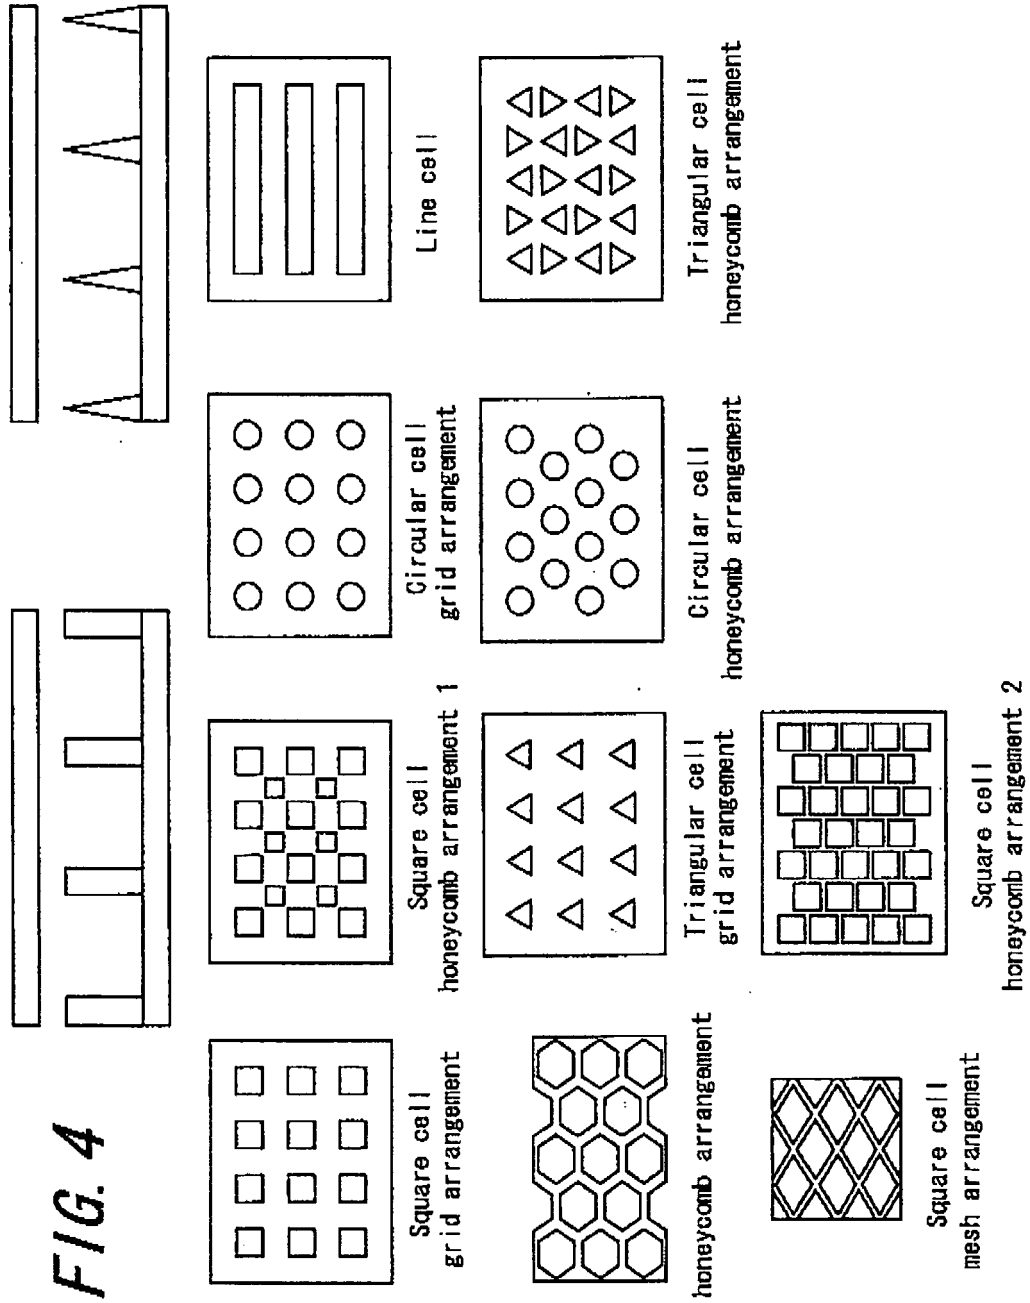 FIG. 4
Square cell
grid arrangement
Square cell
honeycomb arrangement 1
Circular cell
grid arrangement
Line cell
honeycomb arrangement
Triangular cell
grid arrangement
Circular cell
honeycomb arrangement
Triangular cell
honeycomb arrangement
Square cell
mesh arrangement
Square cell
honeycomb arrangement 2